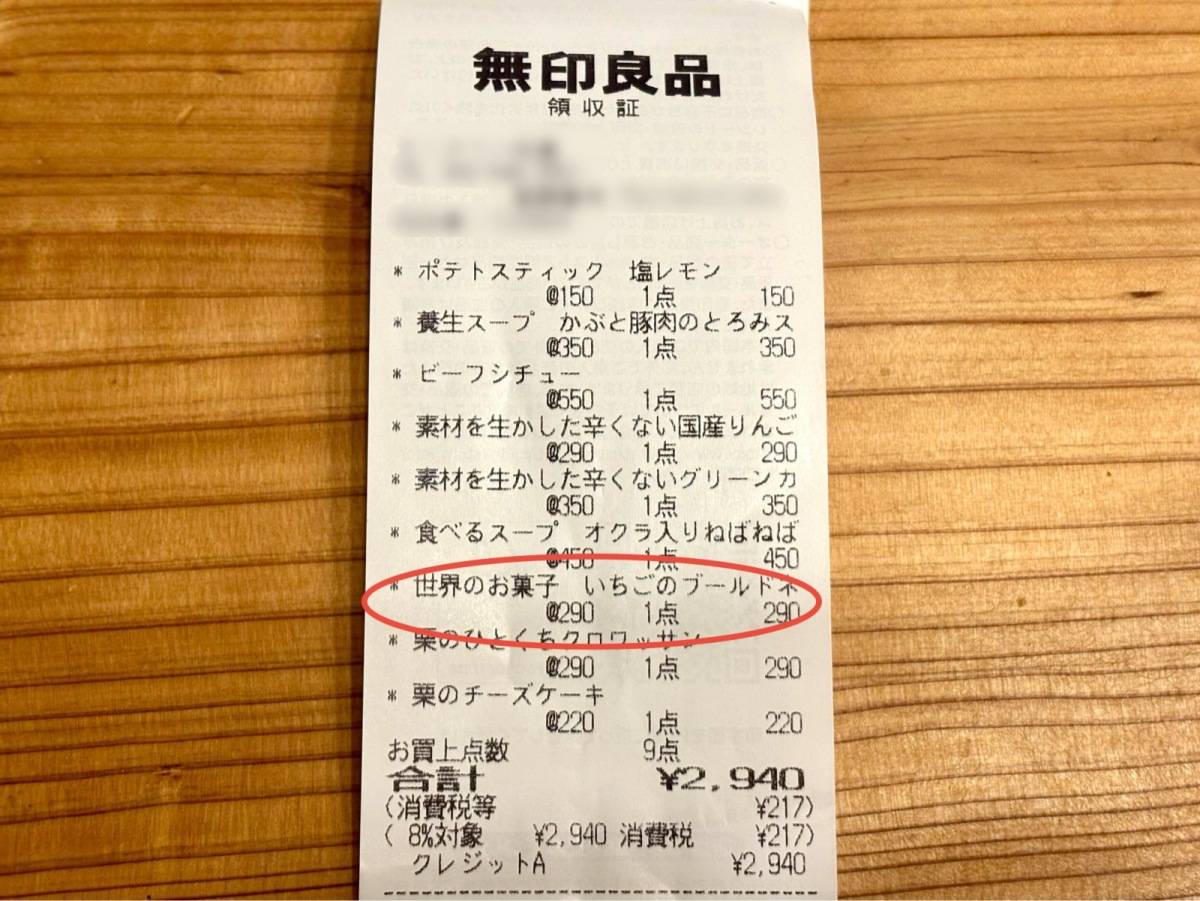 無印良品
領収証
* ポテトスティック 塩レモン
@150 1点 150
* 養生スープ かぶと豚肉のとろみス
@350 1点 350
* ビーフシチュー
@550 1点 550
* 素材を生かした辛くない国産りんご
@290 1点 290
* 素材を生かした辛くないグリーンカ
@350 1点 350
* 食べるスープ オクラ入りねばねば
@450 1点 450
* 世界のお菓子 いちごのブールドネ
@290 1点 290
* 栗のひとくちクロワッサン
@290 1点 290
* 栗のチーズケーキ
@220 1点 220
お買上点数 9点
合計 ¥2,940
(消費税等 ¥217)
( 8%対象 ¥2,940 消費税 ¥217)
クレジットA ¥2,940